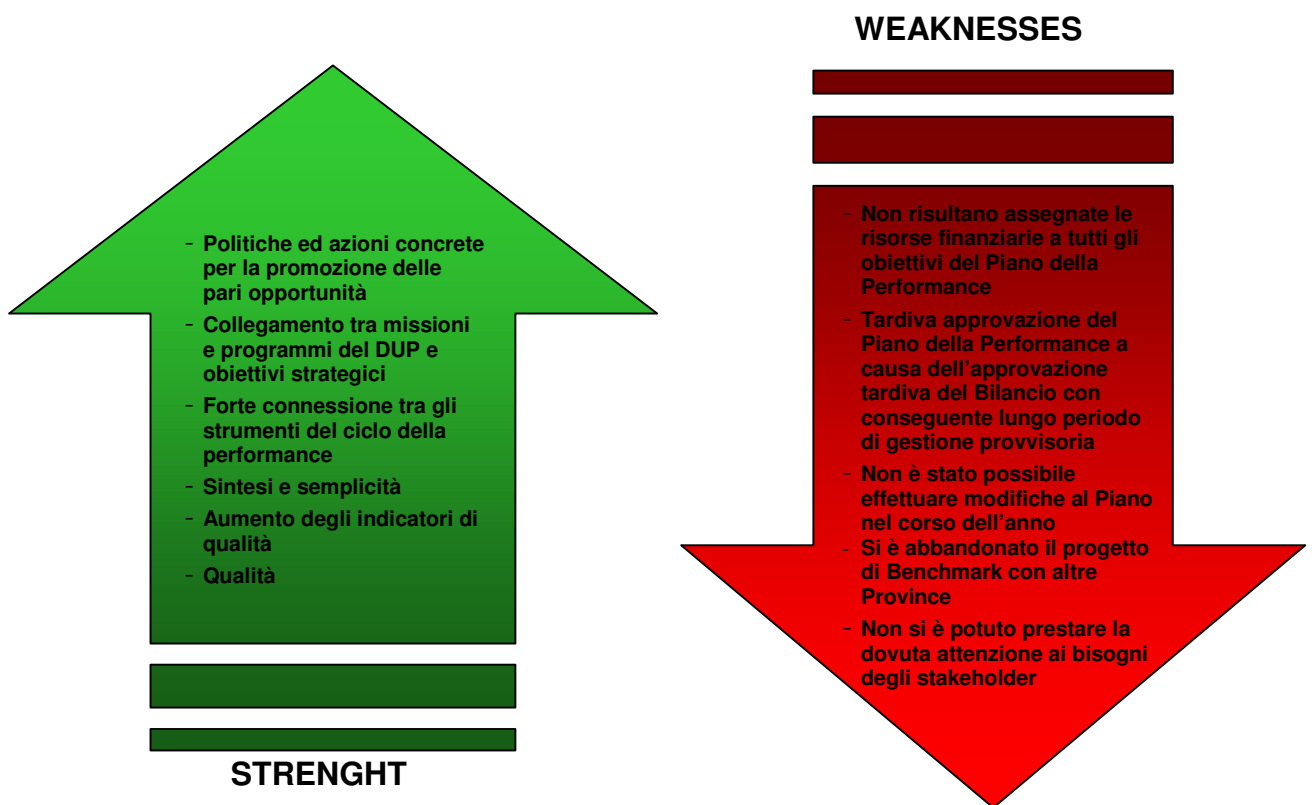 - Politiche ed azioni concrete
per la promozione delle
pari opportunità
- Collegamento tra missioni
e programmi del DUP e
obiettivi strategici
- Forte connessione tra gli
strumenti del ciclo della
performance
- Sintesi e semplicità
- Aumento degli indicatori di
qualità
- Qualità
STRENGHT
WEAKNESSES
- Non risultano assegnate le
risorse finanziarie a tutti gli
obiettivi del Piano della
Performance
- Tardiva approvazione del
Piano della Performance a
causa dell’approvazione
tardiva del Bilancio con
conseguente lungo periodo
di gestione provvisoria
- Non è stato possibile
effettuare modifiche al Piano
nel corso dell’anno
- Si è abbandonato il progetto
di Benchmark con altre
Province
- Non si è potuto prestare la
dovuta attenzione ai bisogni
degli stakeholder